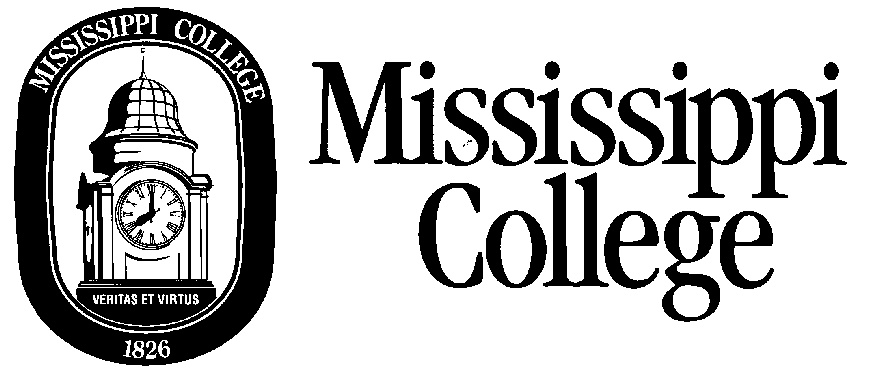 MISSISSIPPI COLLEGE
VERITAS ET VIRTUS
1826
Mississippi
College